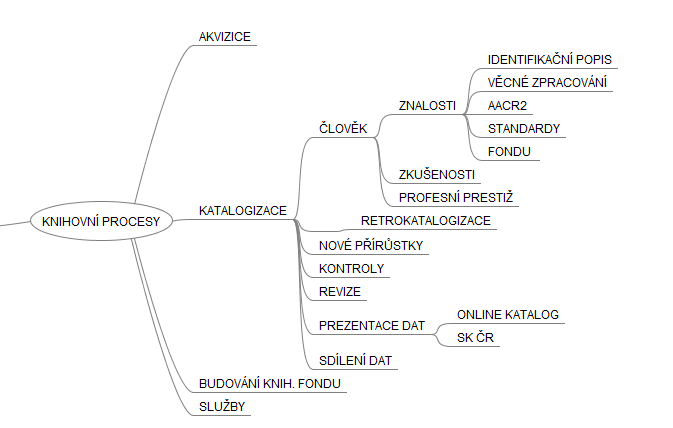 KNIHOVNÍ PROCESY
AKVIZICE
KATALOGIZACE
ČLOVĚK
ZNALOSTI
IDENTIFIKAČNÍ POPIS
VĚCNÉ ZPRACOVÁNÍ
AACR2
STANDARDY
FONDU
ZKUŠENOSTI
PROFESNÍ PRESTIŽ
RETROKATALOGIZACE
NOVÉ PŘÍRŮSTKY
KONTROLY
REVIZE
PREZENTACE DAT
ONLINE KATALOG
SK ČR
SDÍLENÍ DAT
BUDOVÁNÍ KNIH. FONDU
SLUŽBY